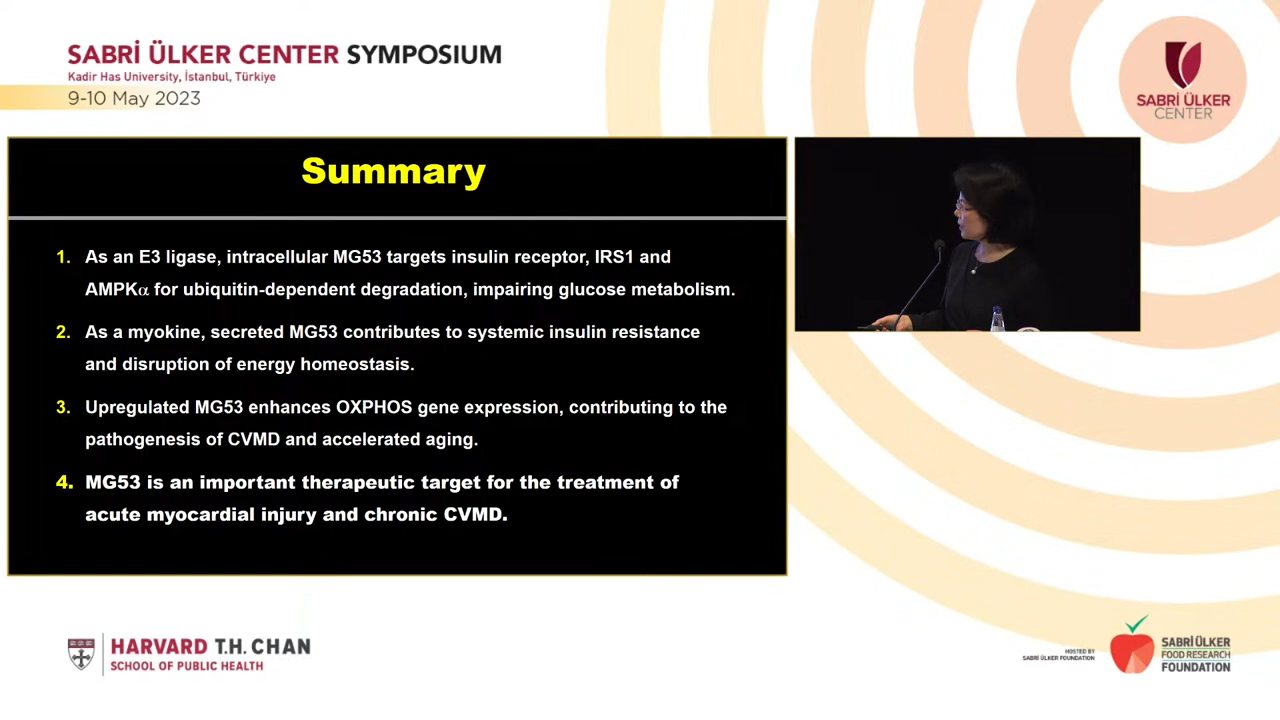 SABRİ ÜLKER CENTER SYMPOSIUM
Kadir Has University, İstanbul, Türkiye
9-10 May 2023
SABRİ ÜLKER
CENTER
Summary
1. As an E3 ligase, intracellular MG53 targets insulin receptor, IRS1 and
AMPKα for ubiquitin-dependent degradation, impairing glucose metabolism.
2. As a myokine, secreted MG53 contributes to systemic insulin resistance
and disruption of energy homeostasis.
3. Upregulated MG53 enhances OXPHOS gene expression, contributing to the
pathogenesis of CVMD and accelerated aging.
4. MG53 is an important therapeutic target for the treatment of
acute myocardial injury and chronic CVMD.
HARVARD T.H. CHAN
SCHOOL OF PUBLIC HEALTH
HOSTED BY
SABRI ÜLKER FOUNDATION
SABRİ ÜLKER
FOOD RESEARCH
FOUNDATION